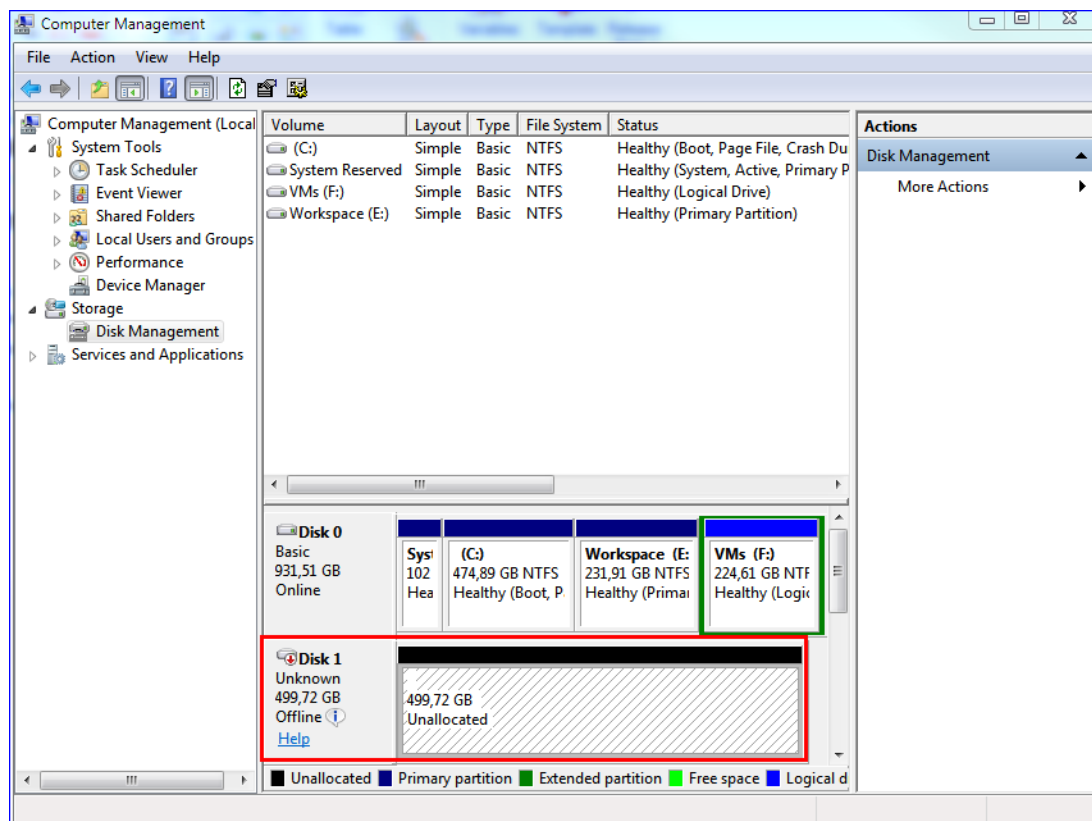 Computer Management
File Action View Help
Computer Management (Local
System Tools
Task Scheduler
Event Viewer
Shared Folders
Local Users and Groups
Performance
Device Manager
Storage
Disk Management
Services and Applications
Volume Layout Type File System Status
(C:) Simple Basic NTFS Healthy (Boot, Page File, Crash Du
System Reserved Simple Basic NTFS Healthy (System, Active, Primary P
VMs (F:) Simple Basic NTFS Healthy (Logical Drive)
Workspace (E:) Simple Basic NTFS Healthy (Primary Partition)
Disk 0
Basic
931,51 GB
Online
Syst
102
Hea
(C:)
474,89 GB NTFS
Healthy (Boot, P
Workspace (E:
231,91 GB NTFS
Healthy (Primar
VMs (F:)
224,61 GB NTF
Healthy (Logic
Disk 1
Unknown
499,72 GB
Offline
Help
499,72 GB
Unallocated
Unallocated Primary partition Extended partition Free space Logical d
Actions
Disk Management
More Actions